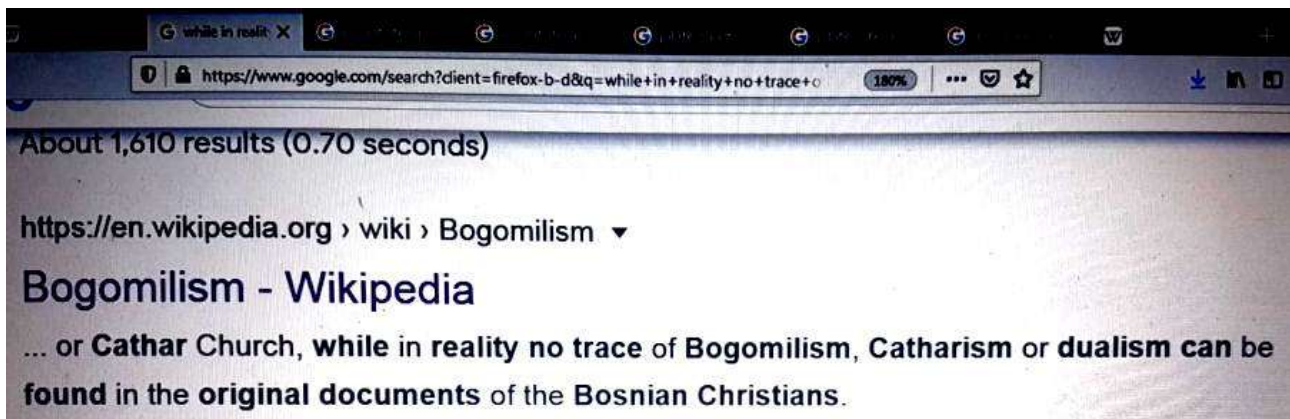 while in realit
https://www.google.com/search?client=firefox-b-d&q=while+in+reality+no+trace+o 180%
About 1,610 results (0.70 seconds)
https://en.wikipedia.org › wiki › Bogomilism
Bogomilism - Wikipedia
... or Cathar Church, while in reality no trace of Bogomilism, Catharism or dualism can be
found in the original documents of the Bosnian Christians.